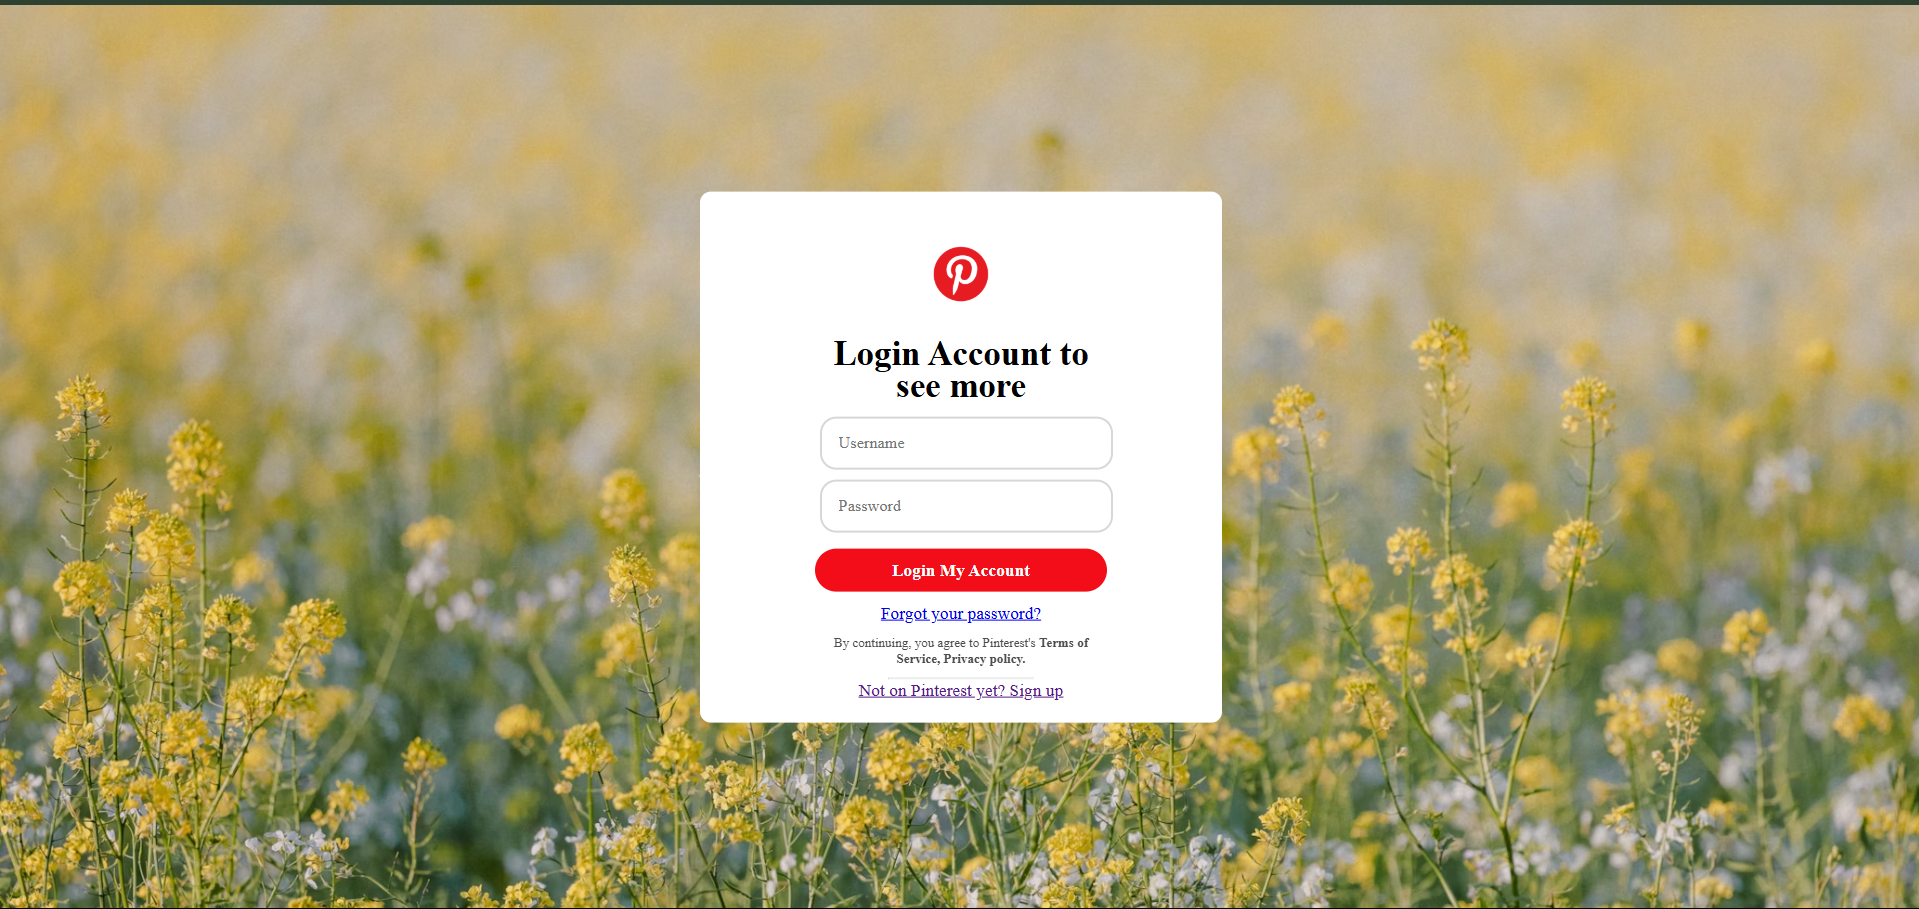 Login Account to
see more
Username
Password
Login My Account
Forgot your password?
By continuing, you agree to Pinterest's Terms of
Service, Privacy policy.
Not on Pinterest yet? Sign up